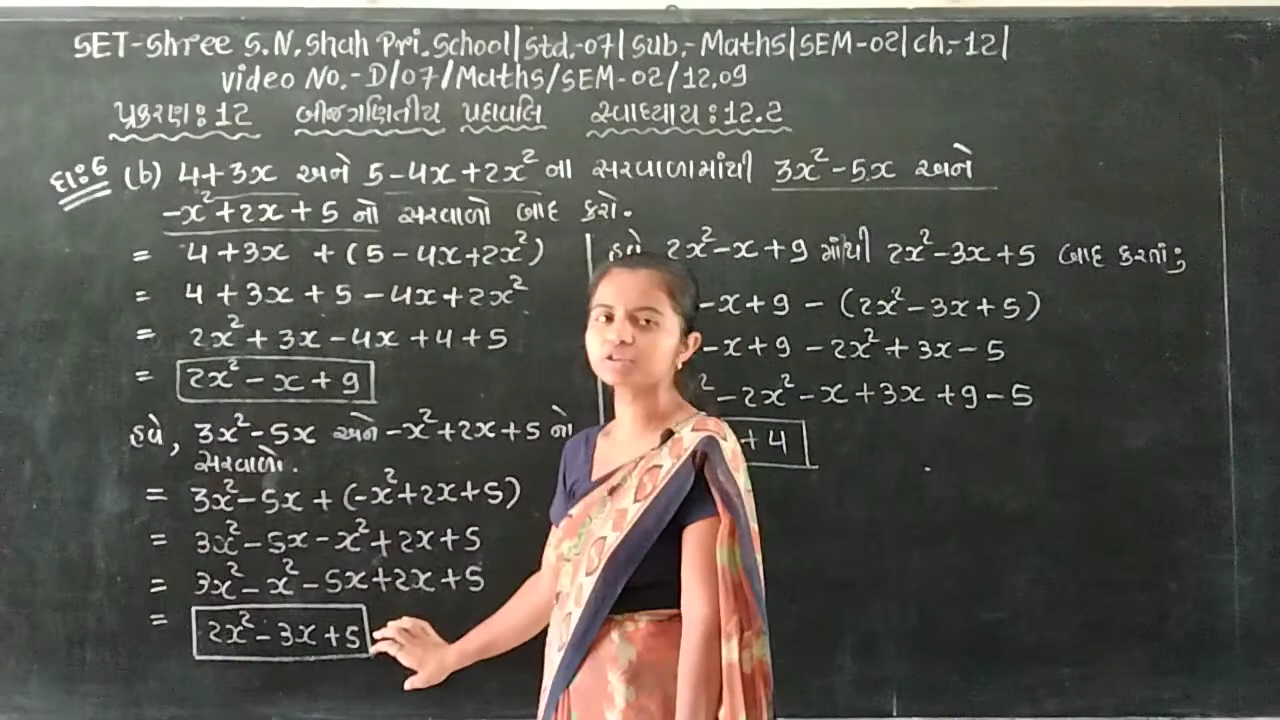 SET-Shree S.N. Shah Pri. School|Std.-07|Sub.-Maths|SEM-02|ch.-12|
Video No.-D/07/Maths/SEM-02/12.09
પ્રકરણ: 12 બીજગણિતીય પદાવલિ સ્વાધ્યાય: 12.2
દા:6 (b) 4+3x અને 5-4x+2x² ના સરવાળામાંથી 3x²-5x અને
-x²+2x+5 નો સરવાળો બાદ કરો.
= 4+3x +(5-4x+2x²)
= 4+3x+5-4x+2x²
= 2x²+3x-4x+4+5
= 2x²-x+9
હવે, 3x²-5x અને -x²+2x+5 નો
સરવાળો.
= 3x²-5x+(-x²+2x+5)
= 3x²-5x-x²+2x+5
= 3x²-x²-5x+2x+5
= 2x²-3x+5
હવે 2x²-x+9 માંથી 2x²-3x+5 બાદ કરતાં;
-x+9-(2x²-3x+5)
-x+9-2x²+3x-5
²-2x²-x+3x+9-5
+4